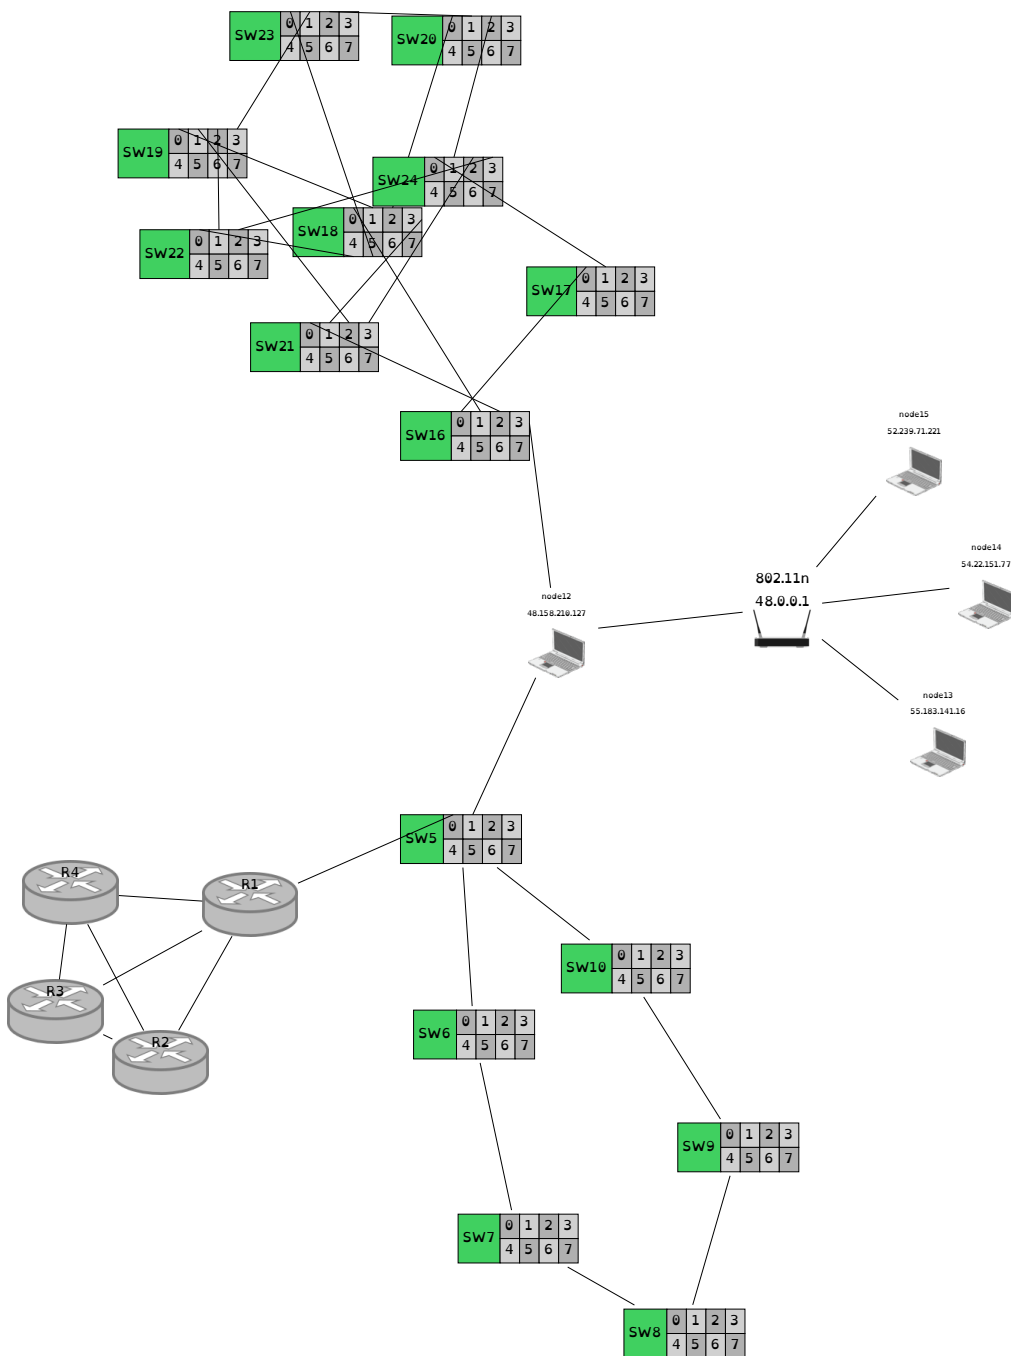 SW23 0 1 2 3
4 5 6 7
SW20 0 1 2 3
4 5 6 7
SW19 0 1 2 3
4 5 6 7
SW24 0 1 2 3
4 5 6 7
SW18 0 1 2 3
4 5 6 7
SW22 0 1 2 3
4 5 6 7
SW17 0 1 2 3
4 5 6 7
SW21 0 1 2 3
4 5 6 7
SW16 0 1 2 3
4 5 6 7
node15
52.239.71.221
node14
54.22.151.77
802.11n
48.0.0.1
node12
48.158.210.127
node13
55.183.141.16
SW5 0 1 2 3
4 5 6 7
R4
R1
R3
R2
SW10 0 1 2 3
4 5 6 7
SW6 0 1 2 3
4 5 6 7
SW9 0 1 2 3
4 5 6 7
SW7 0 1 2 3
4 5 6 7
SW8 0 1 2 3
4 5 6 7